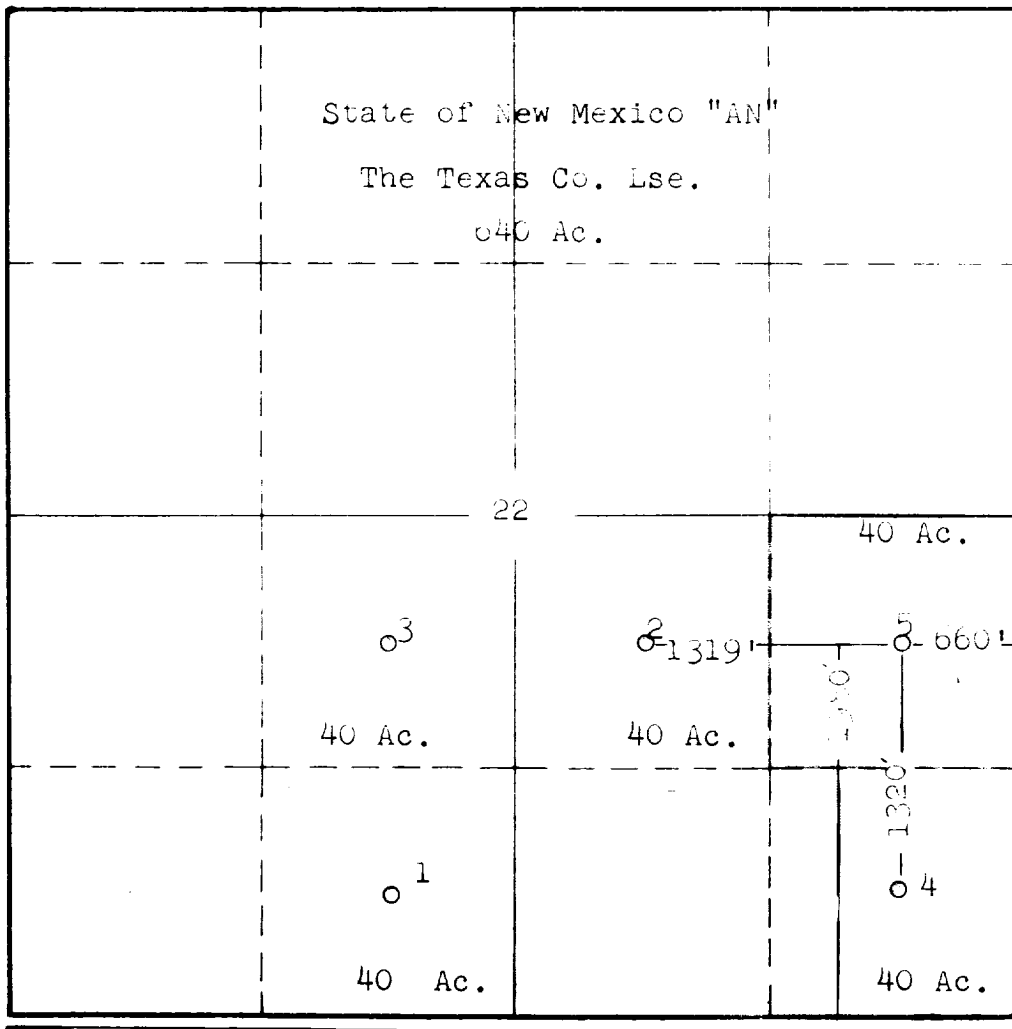 State of New Mexico "AN"
The Texas Co. Lse.
640 Ac.
22
40 Ac.
3
2
1319'
5
660'
40 Ac.
40 Ac.
1320'
1
4
40 Ac.
40 Ac.